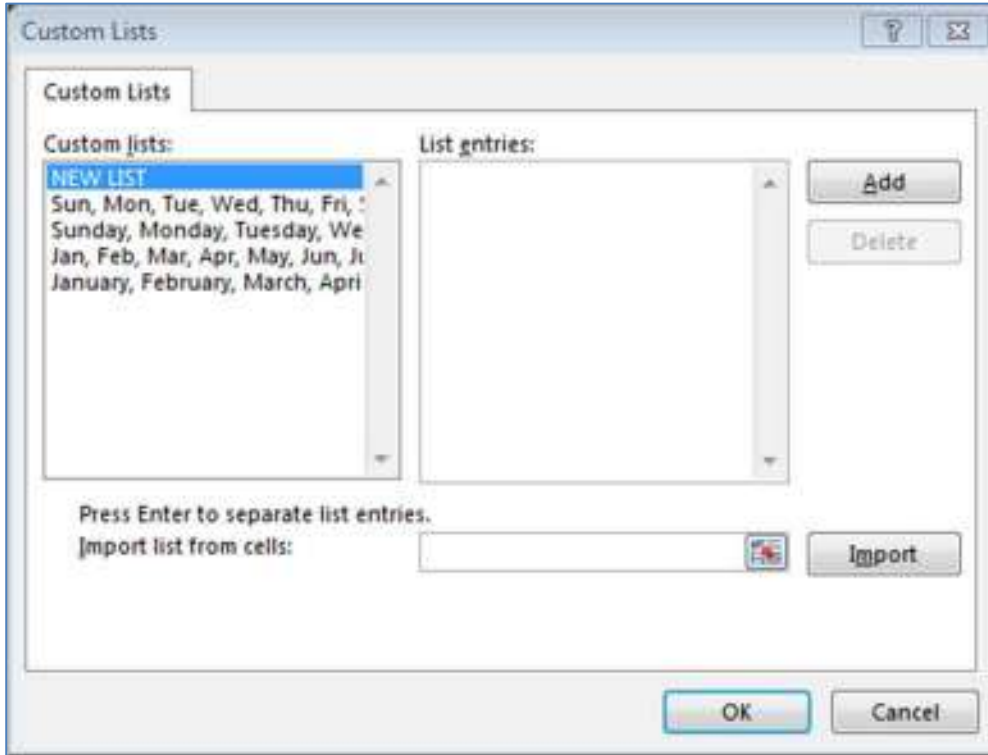 Custom Lists
Custom Lists
Custom lists:
List entries:
NEW LIST
Sun, Mon, Tue, Wed, Thu, Fri,
Sunday, Monday, Tuesday, We
Jan, Feb, Mar, Apr, May, Jun, Ju
January, February, March, April
Add
Delete
Press Enter to separate list entries.
Import list from cells:
Import
OK
Cancel